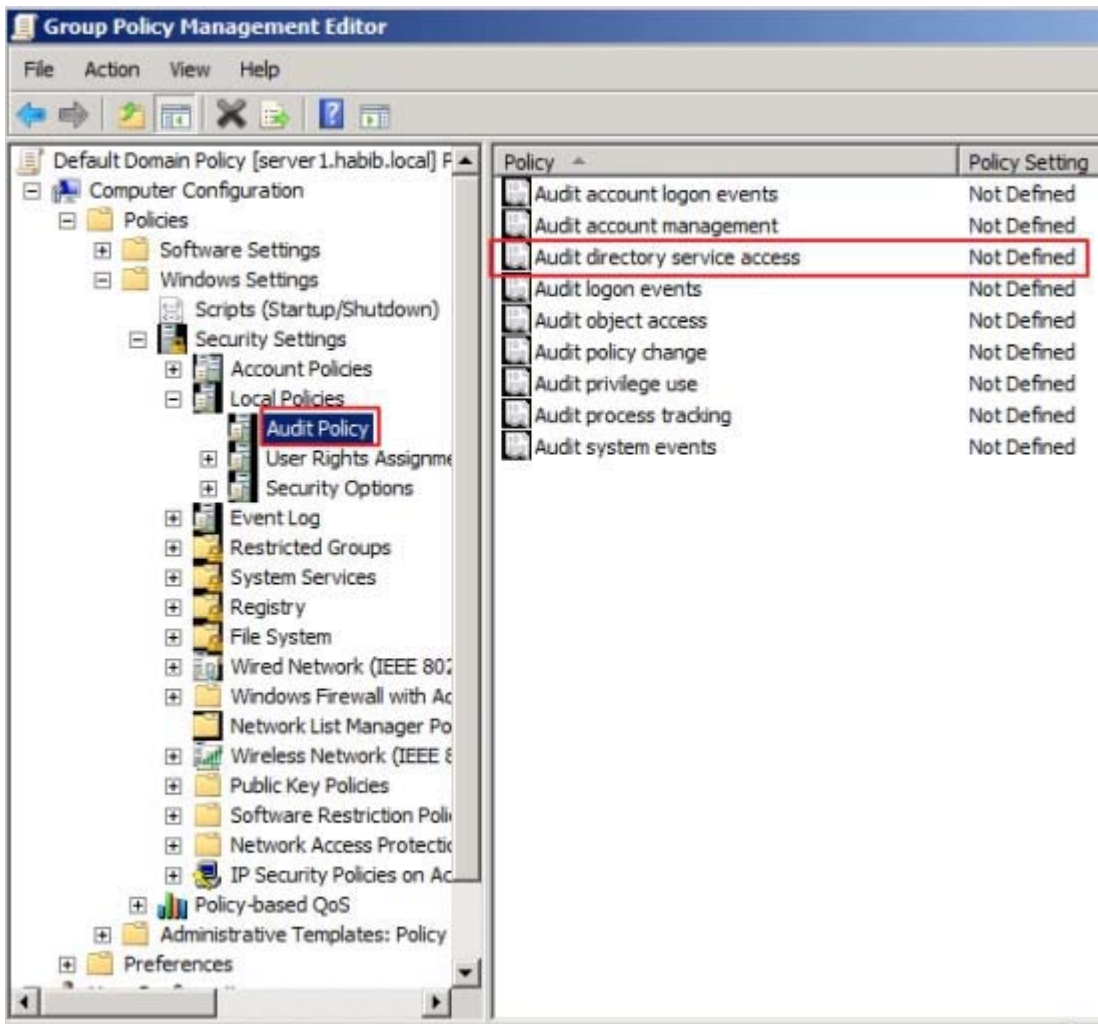 Group Policy Management Editor
File Action View Help
Default Domain Policy [server1.habib.local] P
Computer Configuration
Policies
Software Settings
Windows Settings
Scripts (Startup/Shutdown)
Security Settings
Account Policies
Local Policies
Audit Policy
User Rights Assignme
Security Options
Event Log
Restricted Groups
System Services
Registry
File System
Wired Network (IEEE 802
Windows Firewall with Ad
Network List Manager Po
Wireless Network (IEEE 8
Public Key Policies
Software Restriction Poli
Network Access Protectio
IP Security Policies on Ac
Policy-based QoS
Administrative Templates: Policy
Preferences
Policy Policy Setting
Audit account logon events Not Defined
Audit account management Not Defined
Audit directory service access Not Defined
Audit logon events Not Defined
Audit object access Not Defined
Audit policy change Not Defined
Audit privilege use Not Defined
Audit process tracking Not Defined
Audit system events Not Defined